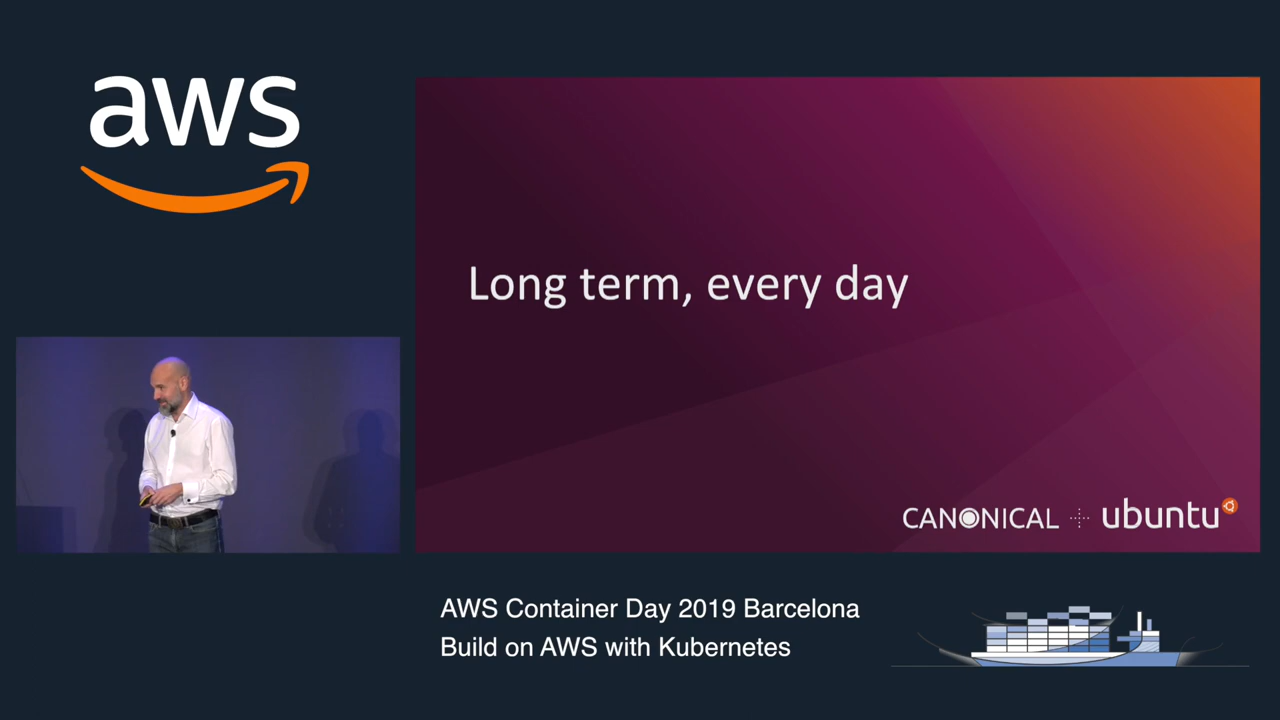 aws
Long term, every day
CANONICAL ubuntu
AWS Container Day 2019 Barcelona
Build on AWS with Kubernetes